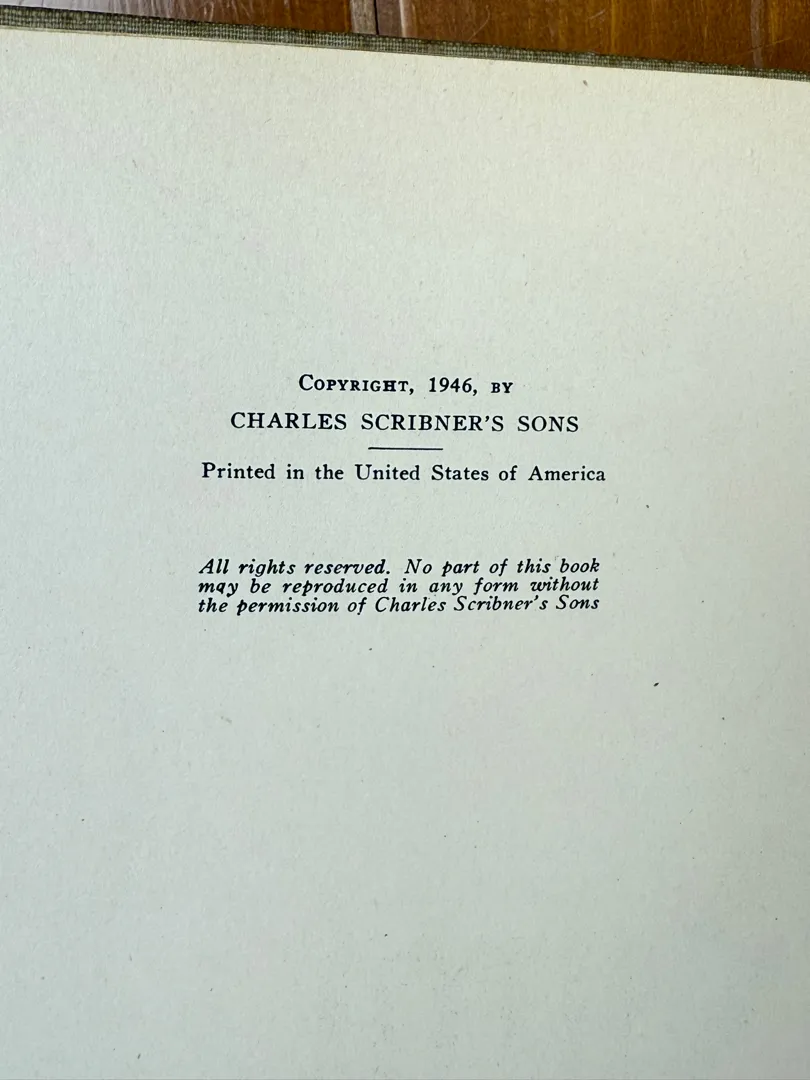 COPYRIGHT, 1946, BY
CHARLES SCRIBNER'S SONS
Printed in the United States of America
All rights reserved. No part of this book
may be reproduced in any form without
the permission of Charles Scribner's Sons